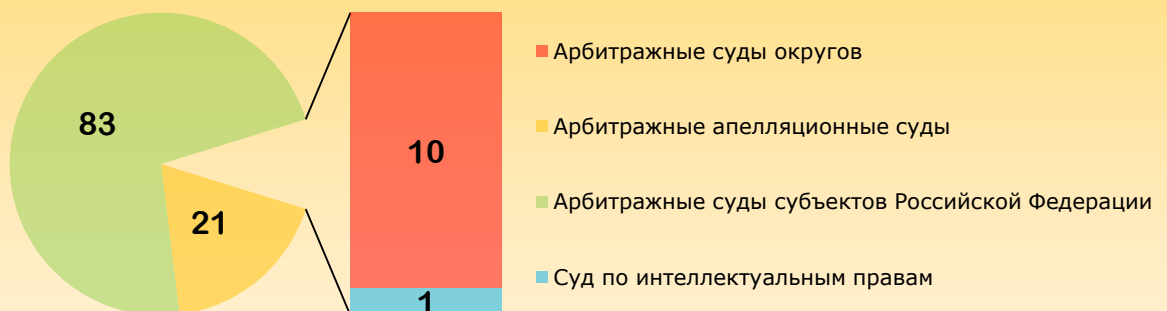 83
21
10
1
Арбитражные суды округов
Арбитражные апелляционные суды
Арбитражные суды субъектов Российской Федерации
Суд по интеллектуальным правам